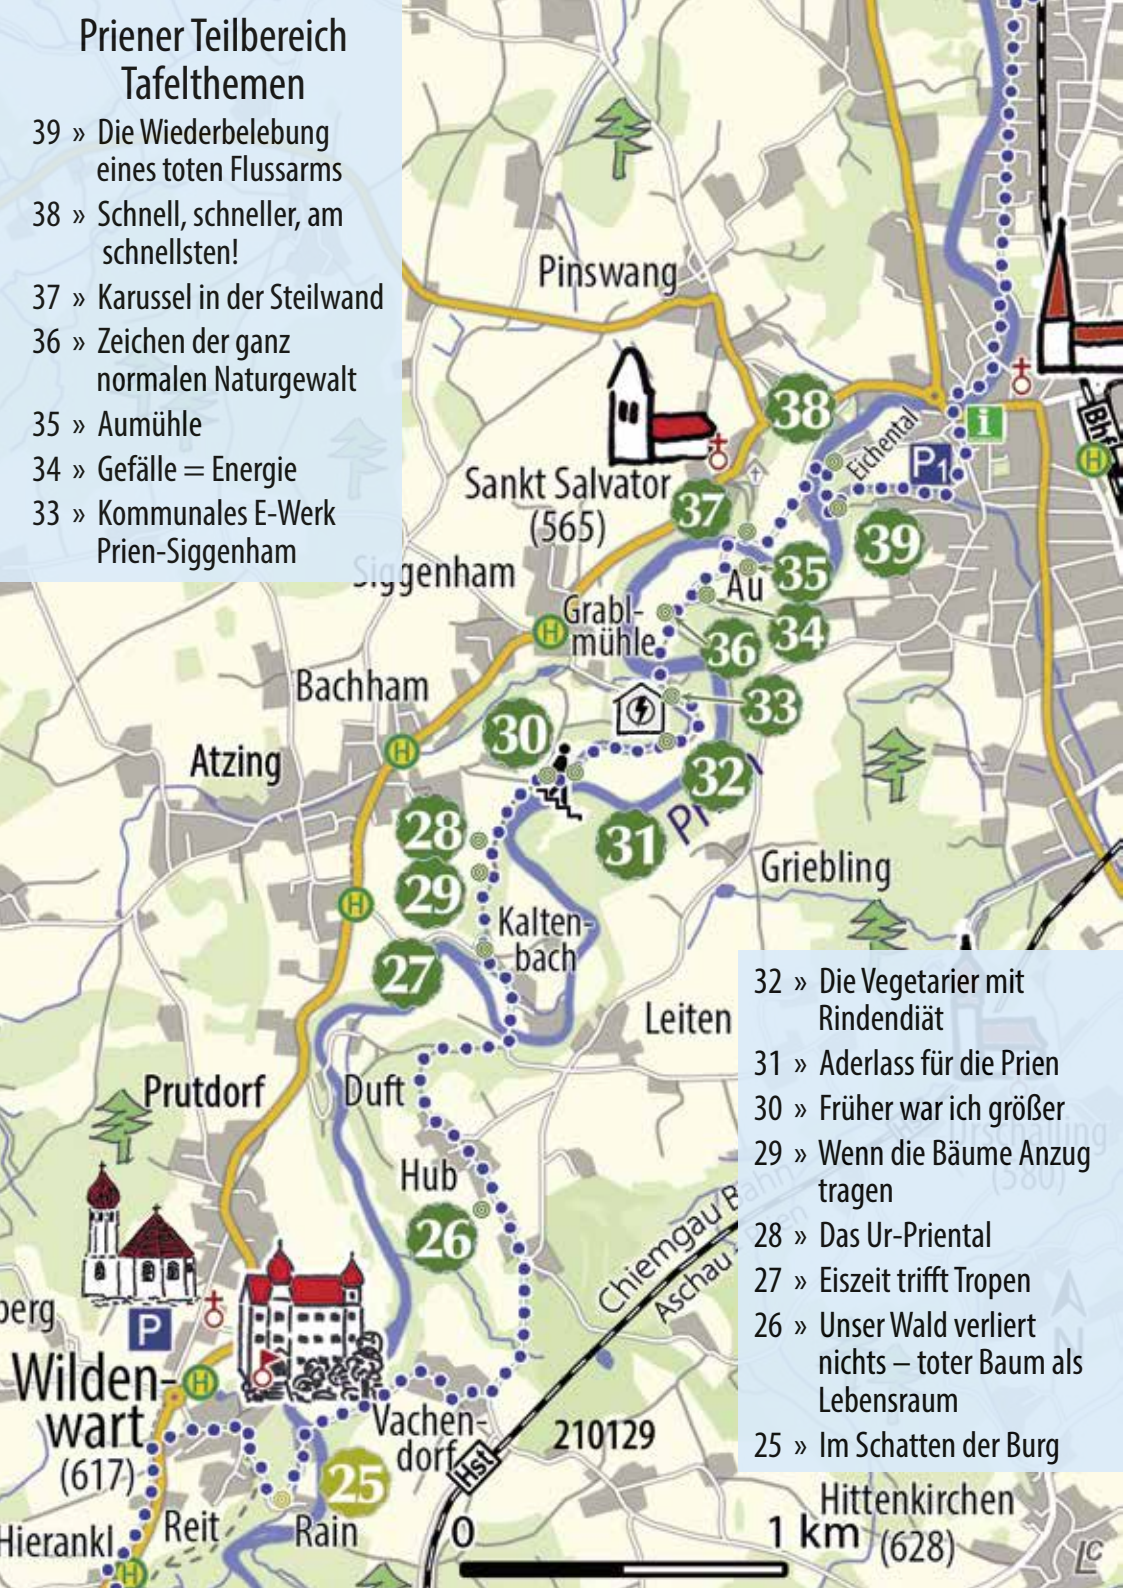 Priener Teilbereich
Tafelthemen
39 » Die Wiederbelebung
eines toten Flussarms
38 » Schnell, schneller, am
schnellsten!
37 » Karussel in der Steilwand
36 » Zeichen der ganz
normalen Naturgewalt
35 » Aumühle
34 » Gefälle = Energie
33 » Kommunales E-Werk
Prien-Siggenham
Pinswang
38
i
Eichental
P1
Bhf
H
Sankt Salvator
(565)
37
39
Siggenham
Au
35
Grabl-
mühle
H
34
36
Bachham
33
30
H
Atzing
32
28
31
Griebling
29
H
Kalten-
bach
27
Leiten
Prutdorf
Duft
Hub
26
Chiemgau Bahn
Aschau - Prien
Urschalling
(580)
N
32 » Die Vegetarier mit
Rindendiät
31 » Aderlass für die Prien
30 » Früher war ich größer
29 » Wenn die Bäume Anzug
tragen
28 » Das Ur-Priental
27 » Eiszeit trifft Tropen
26 » Unser Wald verliert
nichts – toter Baum als
Lebensraum
25 » Im Schatten der Burg
berg
P
Wilden-
wart
(617)
H
Vachen-
dorf
Hst
210129
25
Reit
Rain
Hierankl
H
0
1 km
Hittenkirchen
(628)
LC